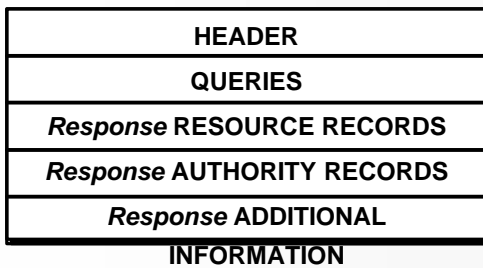 HEADER
QUERIES
Response RESOURCE RECORDS
Response AUTHORITY RECORDS
Response ADDITIONAL
INFORMATION